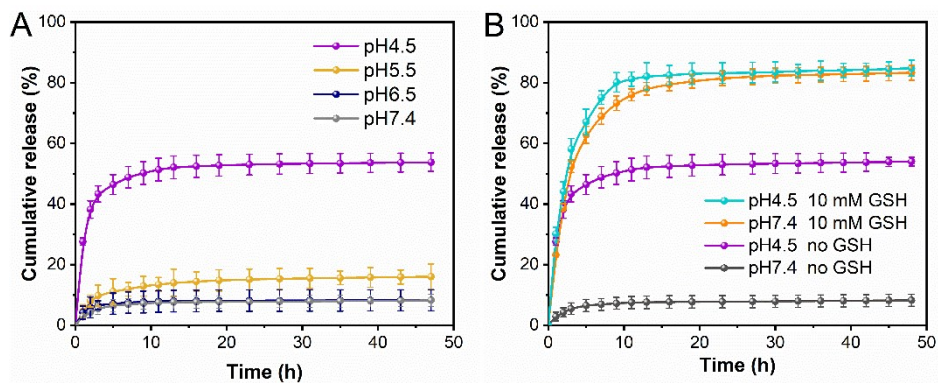 A
100
80
60
40
20
0
Cumulative release (%)
0 10 20 30 40 50
Time (h)
pH4.5
pH5.5
pH6.5
pH7.4
B
100
80
60
40
20
0
Cumulative release (%)
0 10 20 30 40 50
Time (h)
pH4.5 10 mM GSH
pH7.4 10 mM GSH
pH4.5 no GSH
pH7.4 no GSH